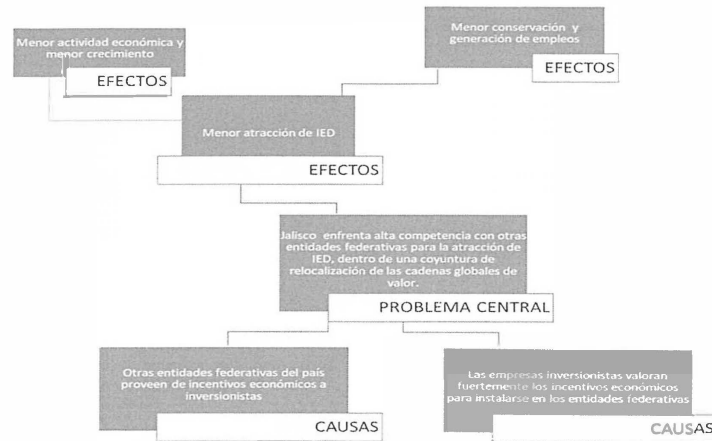 Menor actividad económica y
menor crecimiento
EFECTOS
Menor conservación y
generación de empleos
EFECTOS
Menor atracción de IED
EFECTOS
Jalisco enfrenta alta competencia con otras
entidades federativas para la atracción de
IED, dentro de una coyuntura de
relocalización de las cadenas globales de
valor.
PROBLEMA CENTRAL
Otras entidades federativas del país
proveen de incentivos económicos a
inversionistas
CAUSAS
Las empresas inversionistas valoran
fuertemente los incentivos económicos
para instalarse en los entidades federativas
CAUSAS